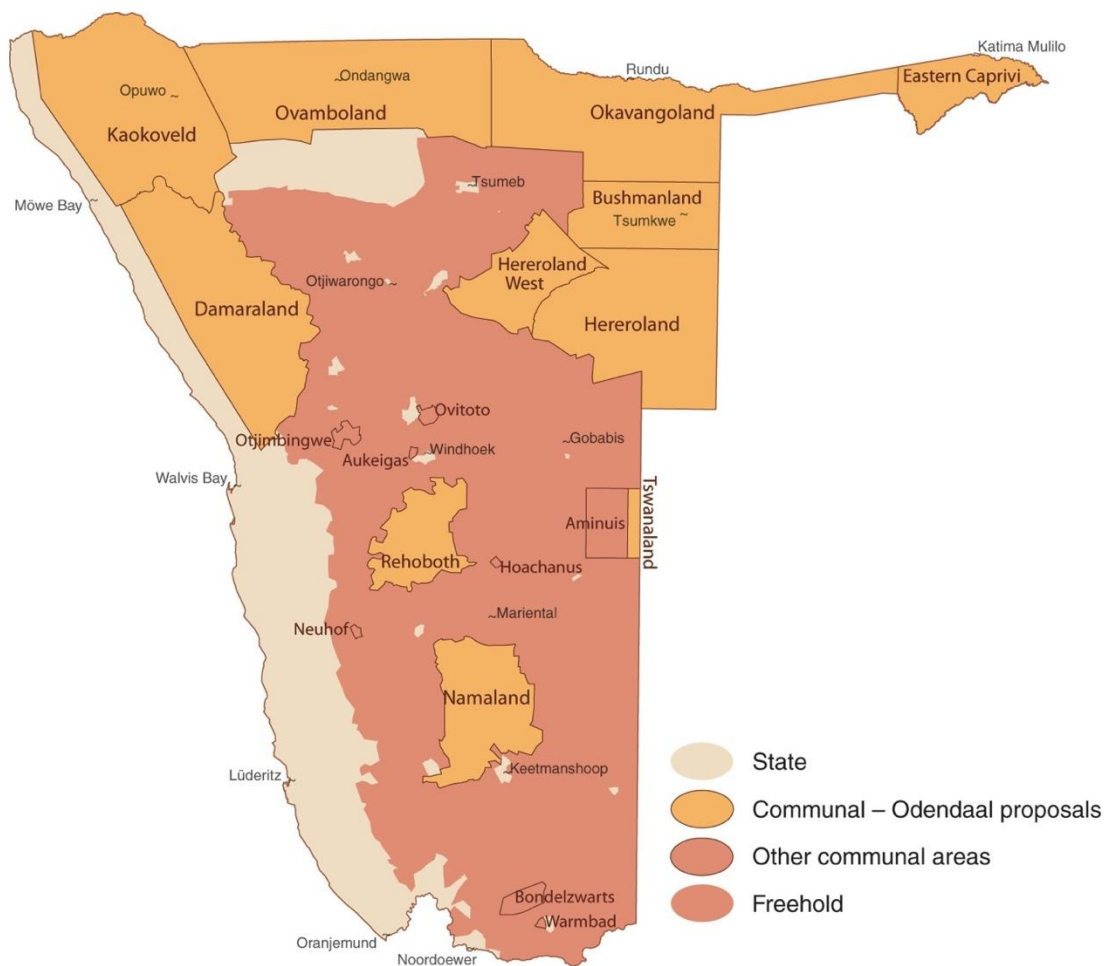 Katima Mulilo
Ondangwa
Rundu
Eastern Caprivi
Opuwo
Ovamboland
Okavangoland
Kaokoveld
Tsumeb
Bushmanland
Möwe Bay
Tsumkwe
Hereroland
West
Otjiwarongo
Damaraland
Hereroland
Ovitoto
Otjimbingwe
Gobabis
Windhoek
Aukeigas
Walvis Bay
Tswanaland
Aminuis
Rehoboth
Hoachanus
Mariental
Neuhof
Namaland
State
Keetmanshoop
Lüderitz
Communal – Odendaal proposals
Other communal areas
Bondelzwarts
Freehold
Warmbad
Oranjemund
Noordoewer